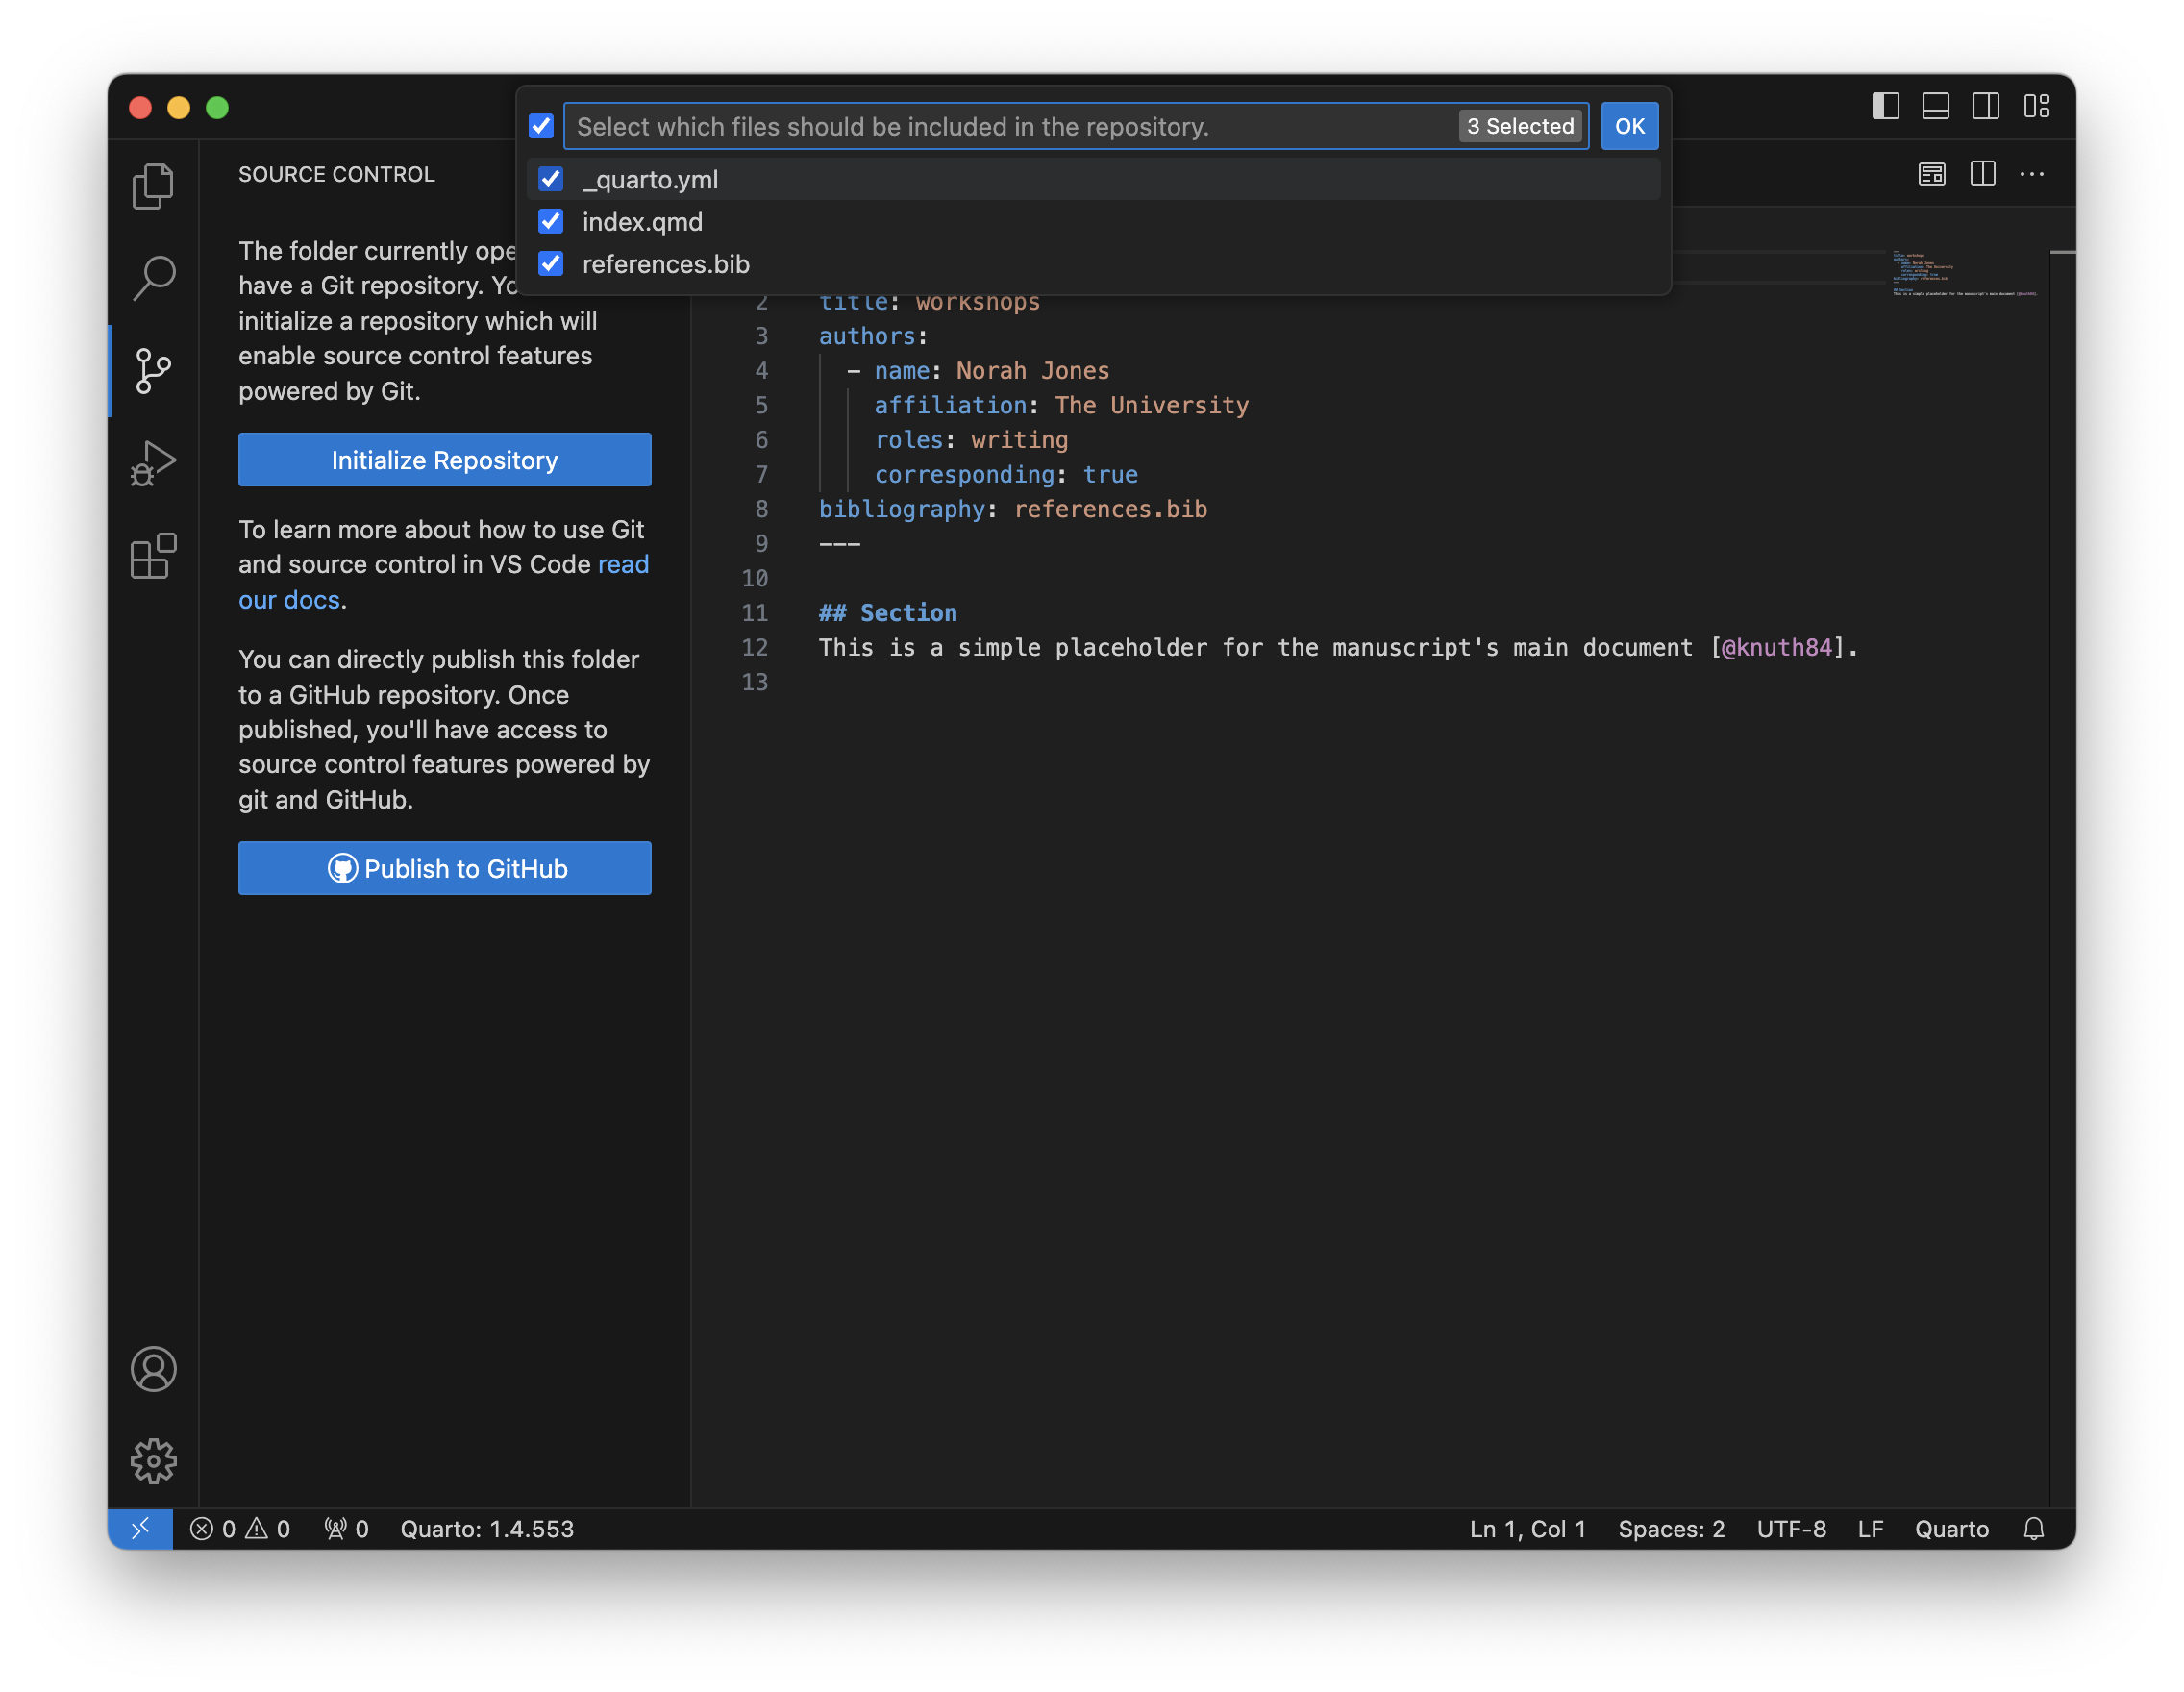 Select which files should be included in the repository.
3 Selected
OK
_quarto.yml
index.qmd
references.bib
SOURCE CONTROL
The folder currently ope
have a Git repository. Yo
initialize a repository which will
enable source control features
powered by Git.
Initialize Repository
To learn more about how to use Git
and source control in VS Code read
our docs.
You can directly publish this folder
to a GitHub repository. Once
published, you'll have access to
source control features powered by
git and GitHub.
Publish to GitHub
2 title: workshops
3 authors:
4 - name: Norah Jones
5 affiliation: The University
6 roles: writing
7 corresponding: true
8 bibliography: references.bib
9 ---
10
11 ## Section
12 This is a simple placeholder for the manuscript's main document [@knuth84].
13
0 0 0 Quarto: 1.4.553
Ln 1, Col 1 Spaces: 2 UTF-8 LF Quarto